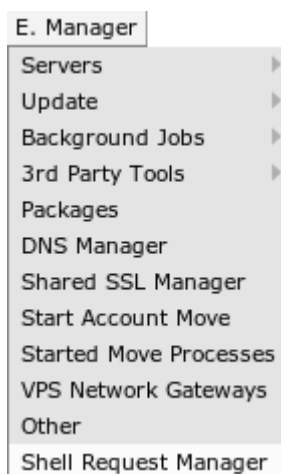 E. Manager
Servers
Update
Background Jobs
3rd Party Tools
Packages
DNS Manager
Shared SSL Manager
Start Account Move
Started Move Processes
VPS Network Gateways
Other
Shell Request Manager